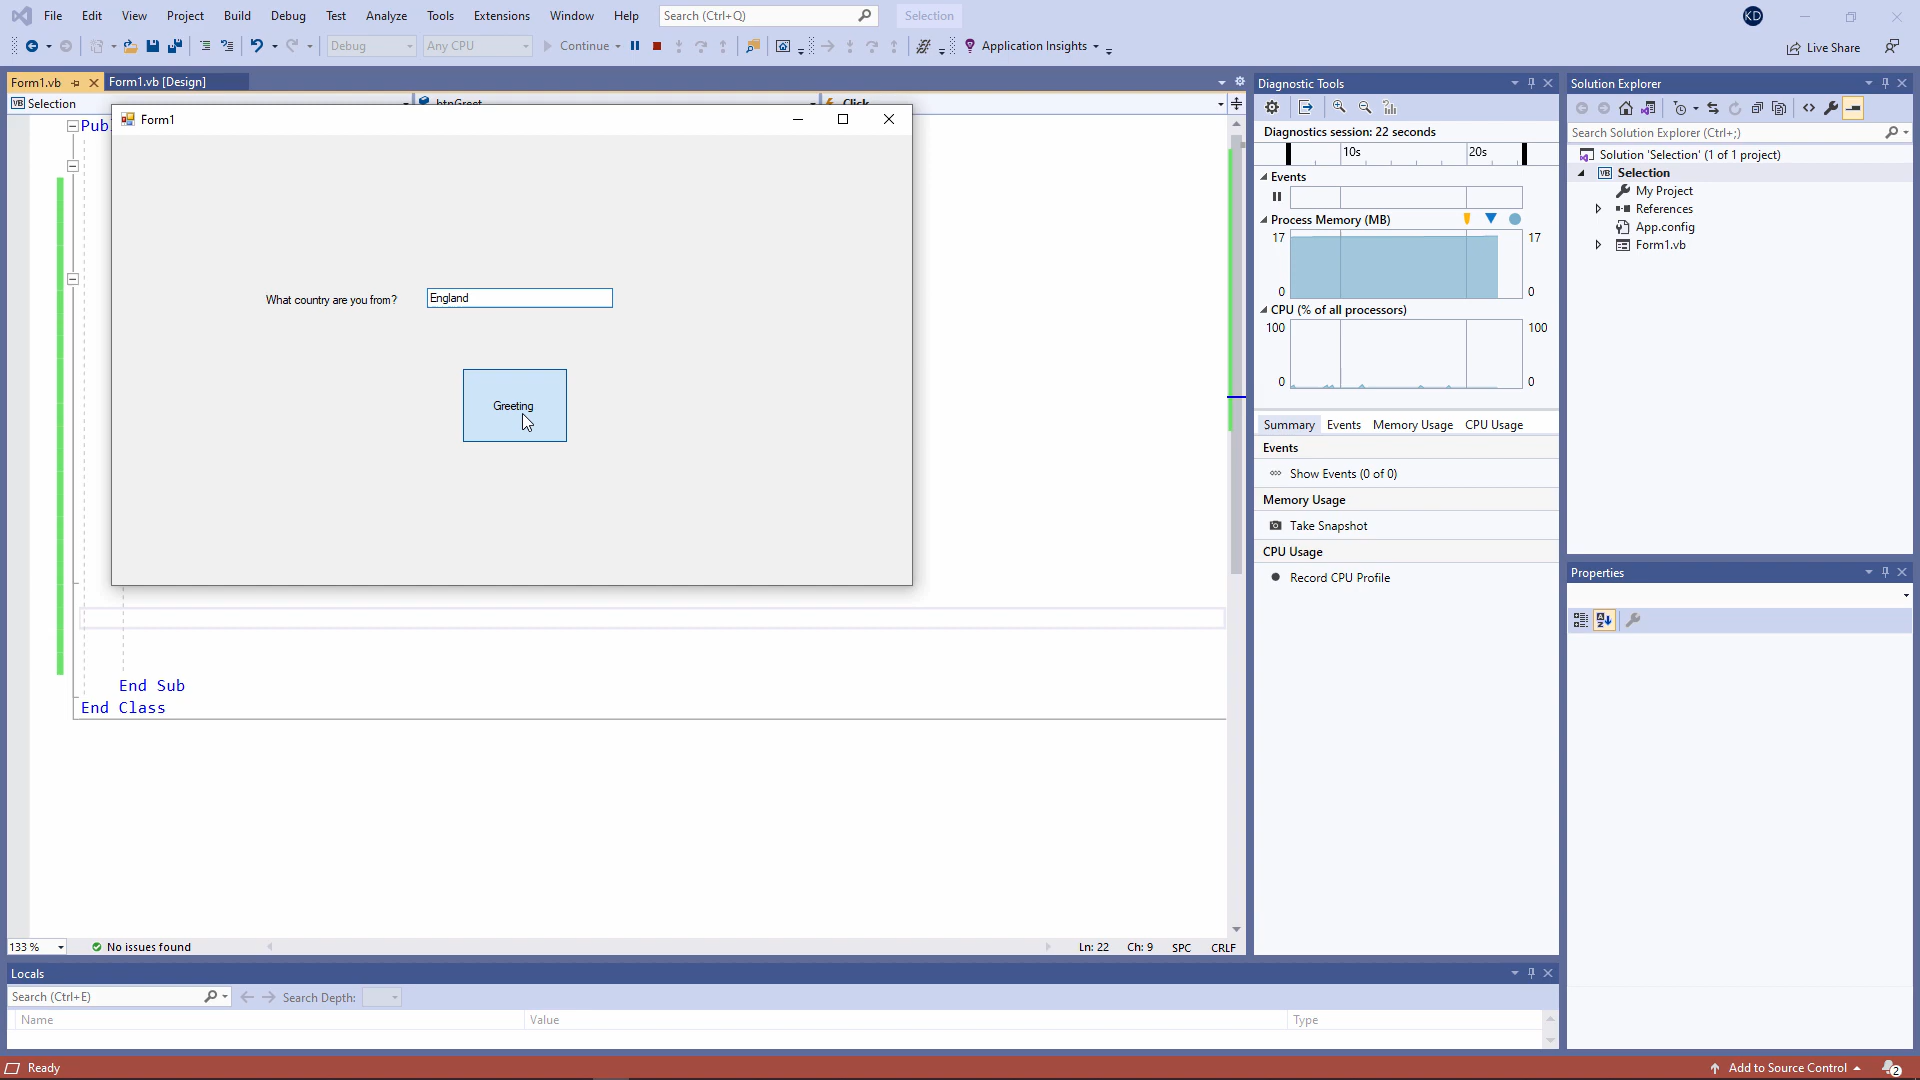 File Edit View Project Build Debug Test Analyze Tools Extensions Window Help Search (Ctrl+Q) Selection KD
Debug Any CPU Continue Application Insights Live Share
Form1.vb Form1.vb [Design]
VB Selection btnGreet Click
Pub
Form1
What country are you from? England
Greeting
End Sub
End Class
133 % No issues found Ln: 22 Ch: 9 SPC CRLF
Diagnostic Tools
Diagnostics session: 22 seconds
10s 20s
Events
Process Memory (MB)
17 17
0 0
CPU (% of all processors)
100 100
0 0
Summary Events Memory Usage CPU Usage
Events
Show Events (0 of 0)
Memory Usage
Take Snapshot
CPU Usage
Record CPU Profile
Solution Explorer
Search Solution Explorer (Ctrl+;)
Solution 'Selection' (1 of 1 project)
VB Selection
My Project
References
App.config
Form1.vb
Properties
Locals
Search (Ctrl+E) Search Depth:
Name Value Type
Ready Add to Source Control 2